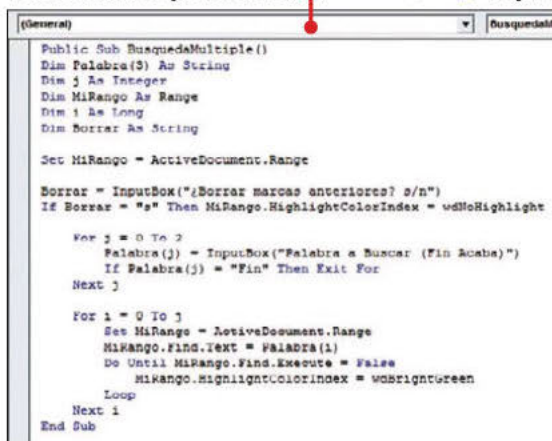 (General)
Public Sub BusquedaMultiple()
Dim Palabra(3) As String
Dim j As Integer
Dim MiRango As Range
Dim i As Long
Dim Borrar As String
Set MiRango = ActiveDocument.Range
Borrar = InputBox("¿Borrar marcas anteriores? s/n")
If Borrar = "s" Then MiRango.HighlightColorIndex = wdNoHighlight
For j = 0 To 2
Palabra(j) = InputBox("Palabra a Buscar (Fin Acaba)")
If Palabra(j) = "Fin" Then Exit For
Next j
For i = 0 To j
Set MiRango = ActiveDocument.Range
MiRango.Find.Text = Palabra(i)
Do Until MiRango.Find.Execute = False
MiRango.HighlightColorIndex = wdBrightGreen
Loop
Next i
End Sub